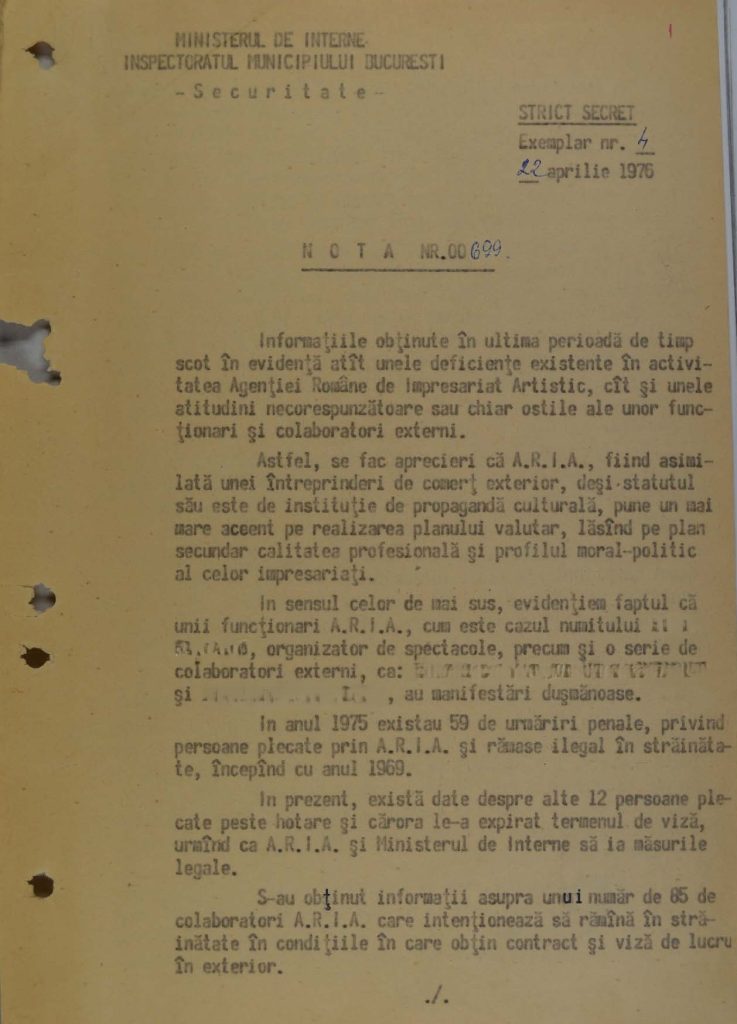 1
MINISTERUL DE INTERNE
INSPECTORATUL MUNICIPIULUI BUCURESTI
-Securitate-
STRICT SECRET
Exemplar nr. 4
22 aprilie 1976
NOTA NR.00699.
Informaţiile obţinute în ultima perioadă de timp
scot în evidenţă atît unele deficienţe existente în activi-
tatea Agenţiei Române de Impresariat Artistic, cît şi unele
atitudini necorespunzătoare sau chiar ostile ale unor func-
ţionari şi colaboratori externi.
Astfel, se fac aprecieri că A.R.I.A., fiind asimi-
lată unei întreprinderi de comerţ exterior, deşi statutul
său este de instituţie de propagandă culturală, pune un mai
mare accent pe realizarea planului valutar, lăsînd pe plan
secundar calitatea profesională şi profilul moral-politic
al celor impresariaţi.
In sensul celor de mai sus, evidenţiem faptul că
unii funcţionari A.R.I.A., cum este cazul numitului
, organizator de spectacole, precum şi o serie de
colaboratori externi, ca:
şi , au manifestări duşmănoase.
In anul 1975 existau 59 de urmăriri penale, privind
persoane plecate prin A.R.I.A. şi rămase ilegal în străinăta-
te, începînd cu anul 1969.
In prezent, există date despre alte 12 persoane ple-
cate peste hotare şi cărora le-a expirat termenul de viză,
urmînd ca A.R.I.A. şi Ministerul de Interne să ia măsurile
legale.
S-au obţinut informaţii asupra unui număr de 65 de
colaboratori A.R.I.A. care intenţionează să rămînă în stră-
inătate în condiţiile în care obţin contract şi viză de lucru
în exterior.
./.